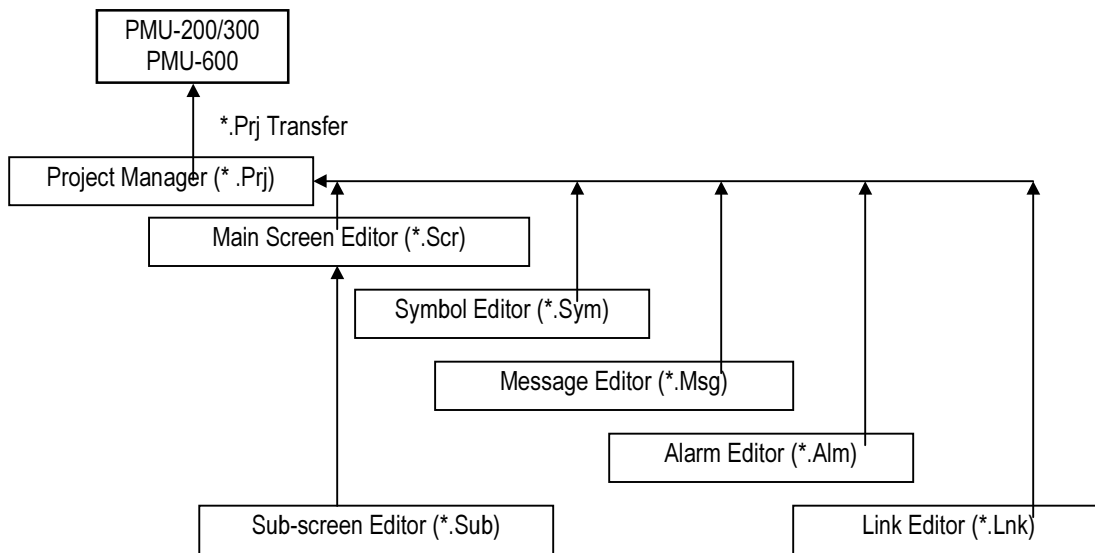 PMU-200/300
PMU-600
*.Prj Transfer
Project Manager (* .Prj)
Main Screen Editor (*.Scr)
Symbol Editor (*.Sym)
Message Editor (*.Msg)
Alarm Editor (*.Alm)
Sub-screen Editor (*.Sub)
Link Editor (*.Lnk)